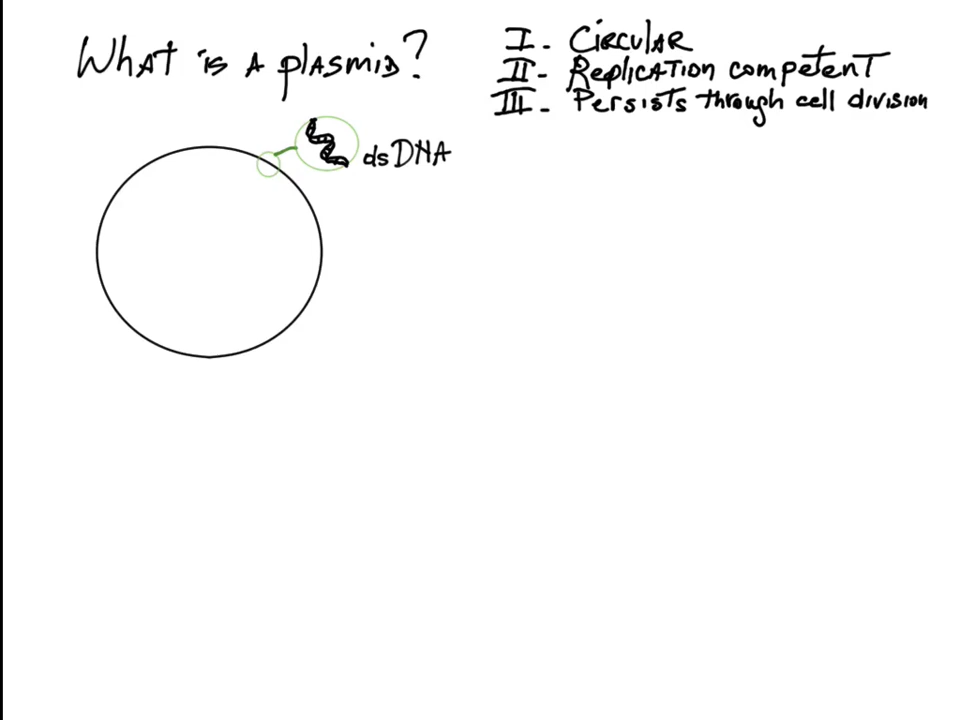 What is a plasmid?
I - Circular
II - Replication competent
III - Persists through cell division
dsDNA